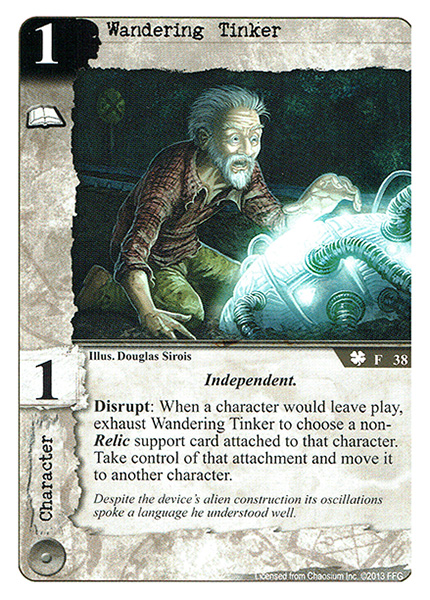 1
Wandering Tinker
Illus. Douglas Sirois
F 38
1
Character
Independent.
Disrupt: When a character would leave play,
exhaust Wandering Tinker to choose a non-
Relic support card attached to that character.
Take control of that attachment and move it
to another character.
Despite the device's alien construction its oscillations
spoke a language he understood well.
Licensed from Chaosium Inc. ©2013 FFG